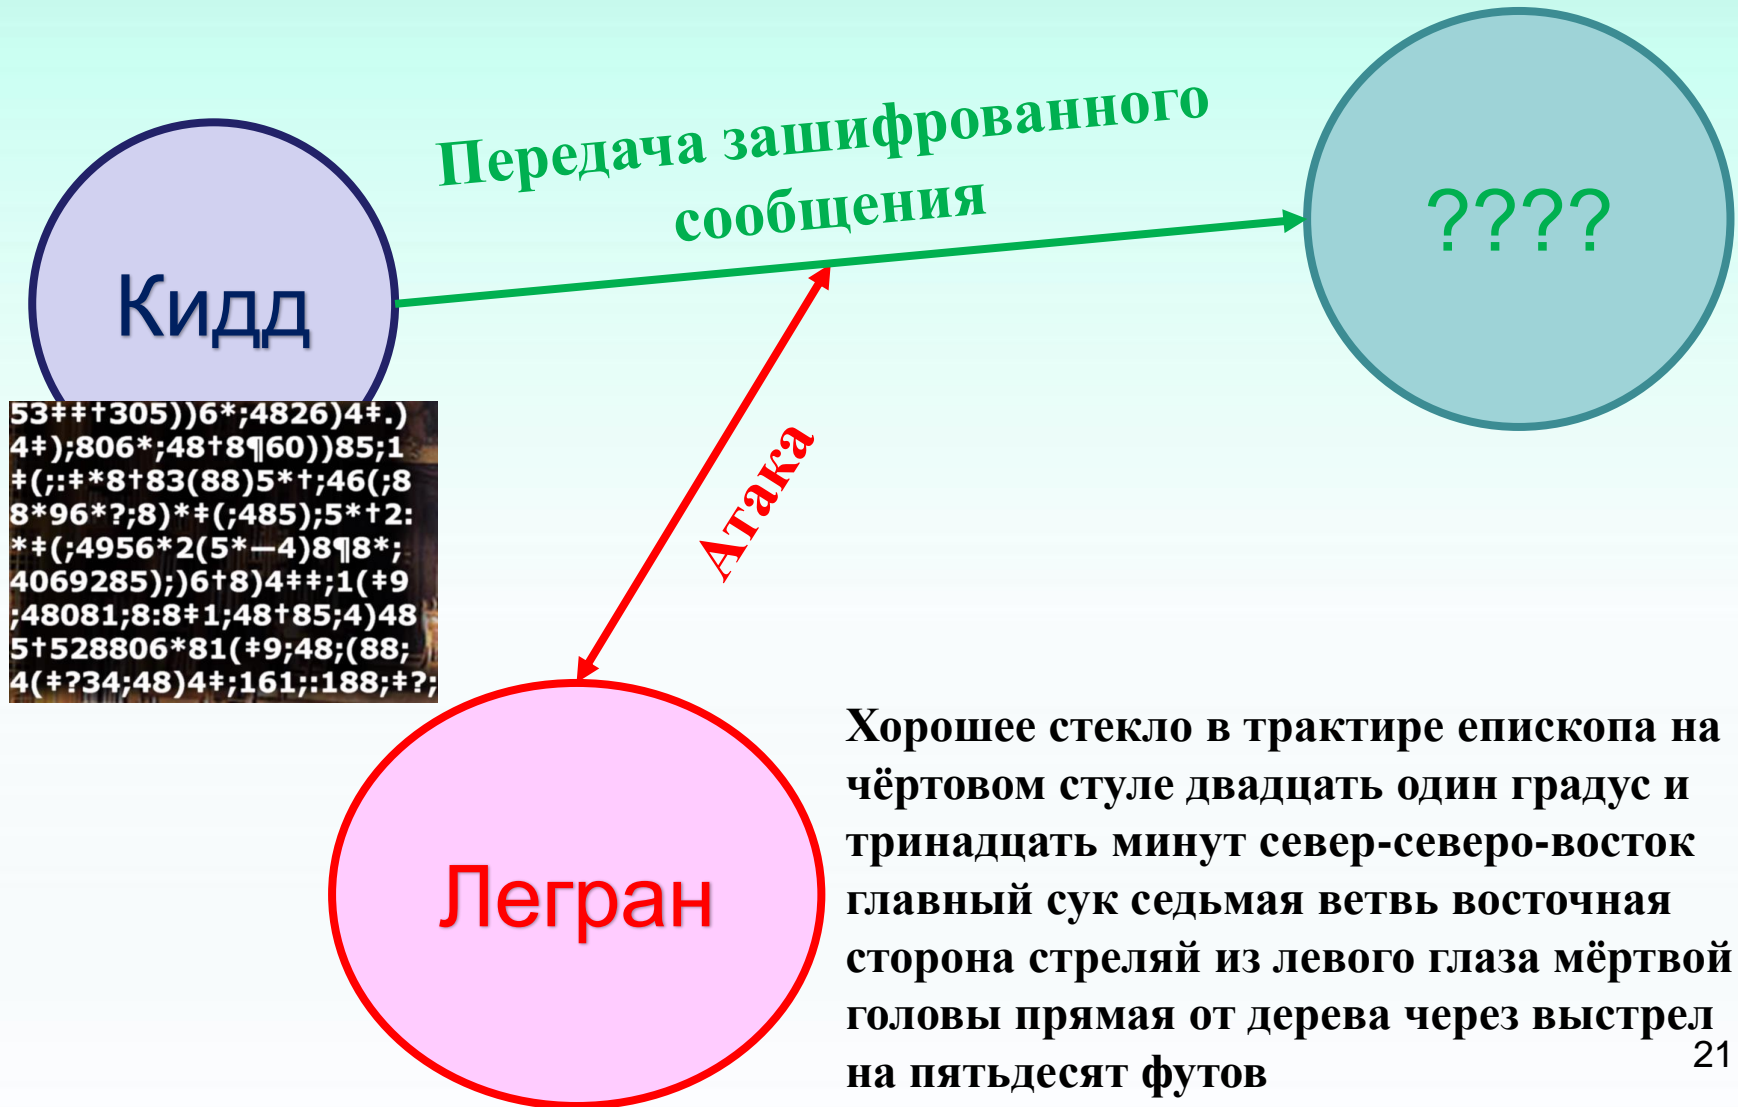 Передача зашифрованного
сообщения
????
Кидд
53‡‡†305))6*;4826)4‡.)
4‡);806*;48†8¶60))85;1
‡(;:‡*8†83(88)5*†;46(;8
8*96*?;8)*‡(;485);5*†2:
*‡(;4956*2(5*—4)8¶8*;
4069285);)6†8)4‡‡;1(‡9
;48081;8:8‡1;48†85;4)48
5†528806*81(‡9;48;(88;
4(‡?34;48)4‡;161;:188;‡?;
Атака
Легран
Хорошее стекло в трактире епископа на
чёртовом стуле двадцать один градус и
тринадцать минут север-северо-восток
главный сук седьмая ветвь восточная
сторона стреляй из левого глаза мёртвой
головы прямая от дерева через выстрел
на пятьдесят футов
21